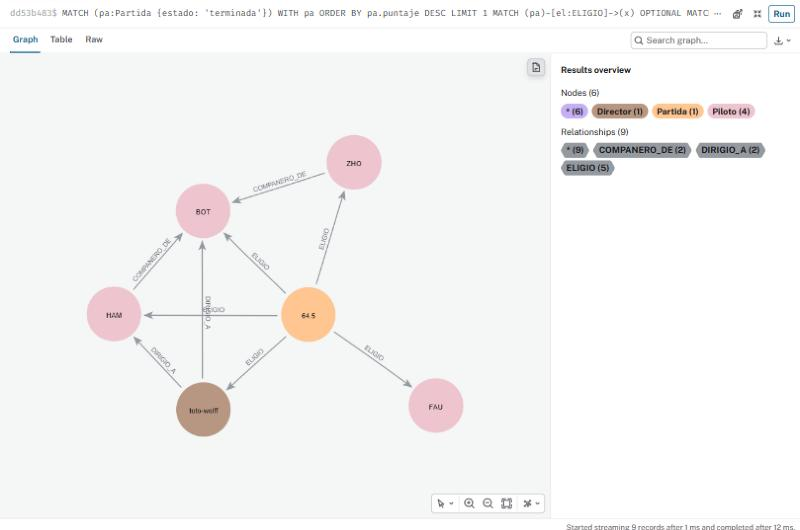 dd53b483$ MATCH (pa:Partida {estado: 'terminada'}) WITH pa ORDER BY pa.puntaje DESC LIMIT 1 MATCH (pa)-[el:ELIGIO]->(x) OPTIONAL MATC ...
Run
Graph Table Raw
Search graph...
Results overview
Nodes (6)
* (6) Director (1) Partida (1) Piloto (4)
Relationships (9)
* (9) COMPANERO_DE (2) DIRIGIO_A (2)
ELIGIO (5)
ZHO
COMPANERO_DE
BOT
ELIGIO
COMPANERO_DE
ELIGIO
HAM
ELIGIO
DIRIGIO_A
64.5
DIRIGIO_A
ELIGIO
ELIGIO
toto-wolff
FAU
Started streaming 9 records after 1 ms and completed after 12 ms.